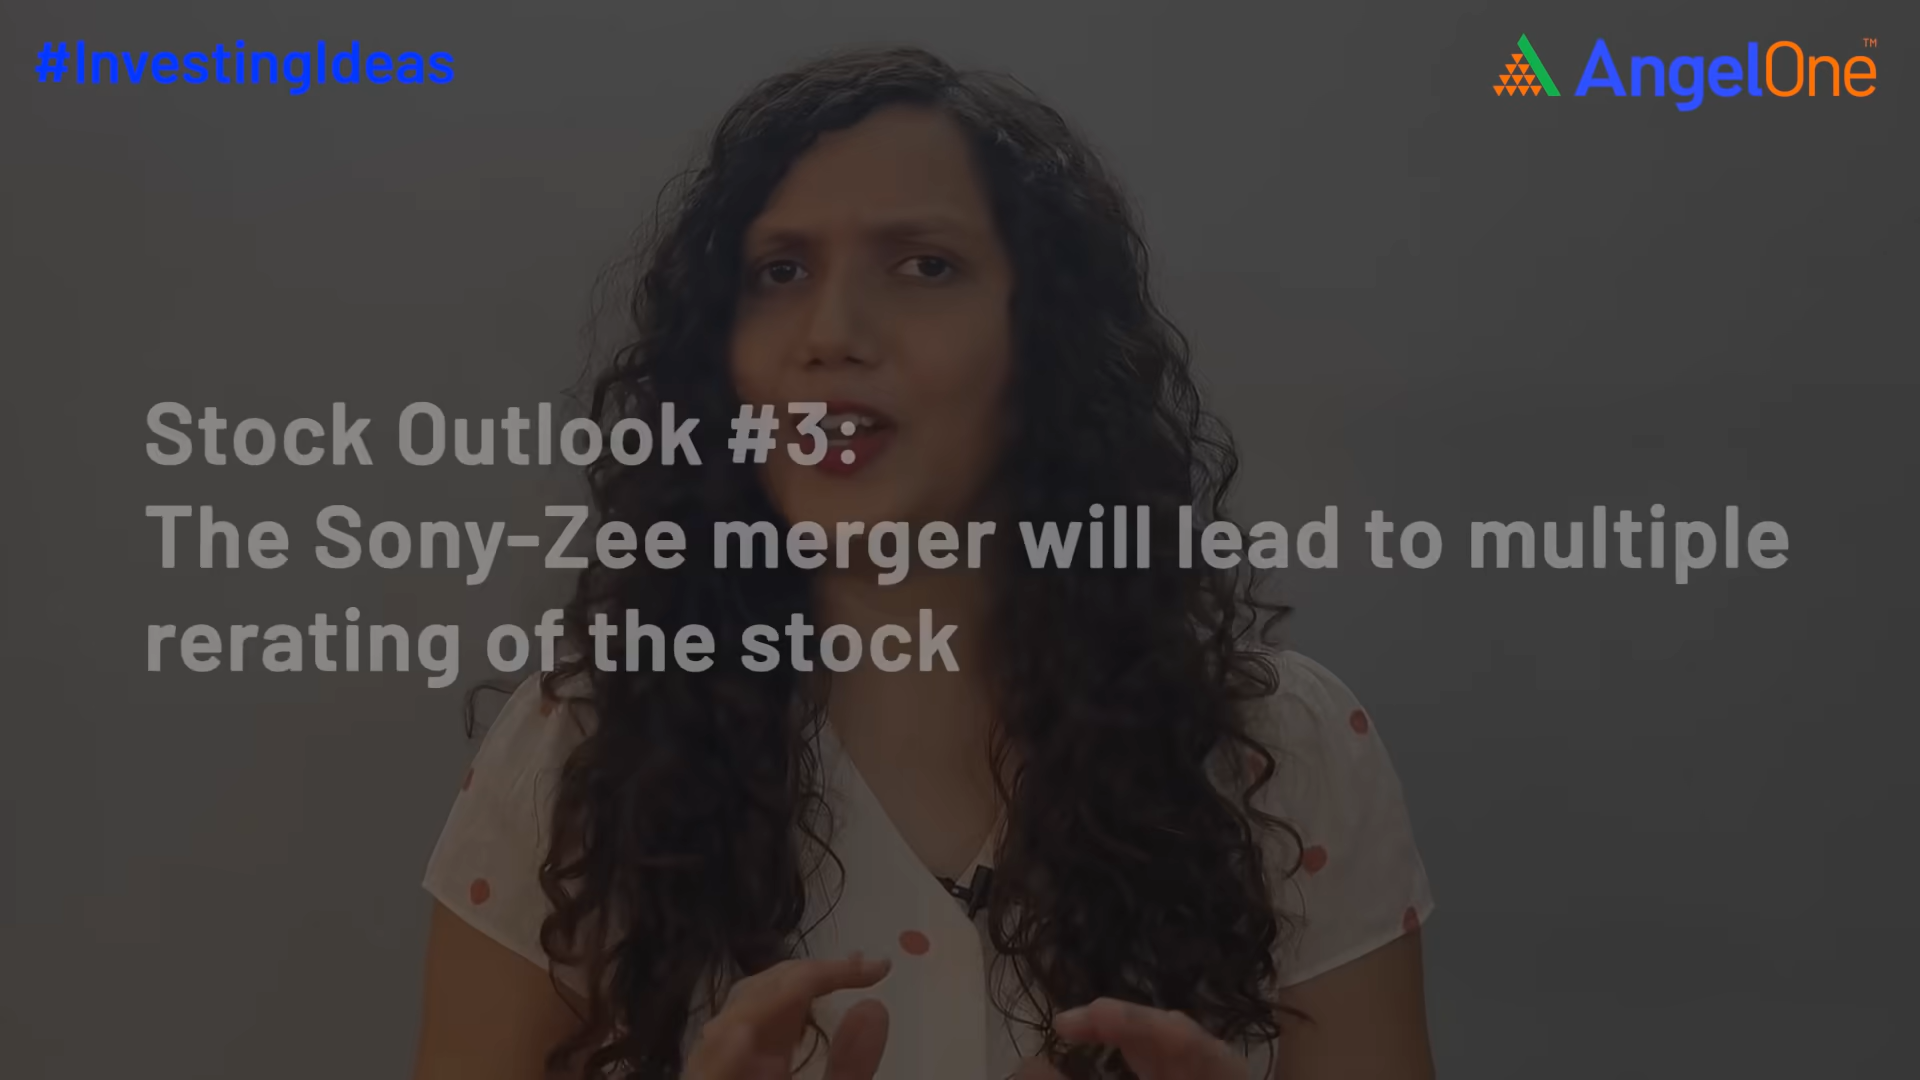 #InvestingIdeas
AngelOne™
Stock Outlook #3:
The Sony-Zee merger will lead to multiple
rerating of the stock